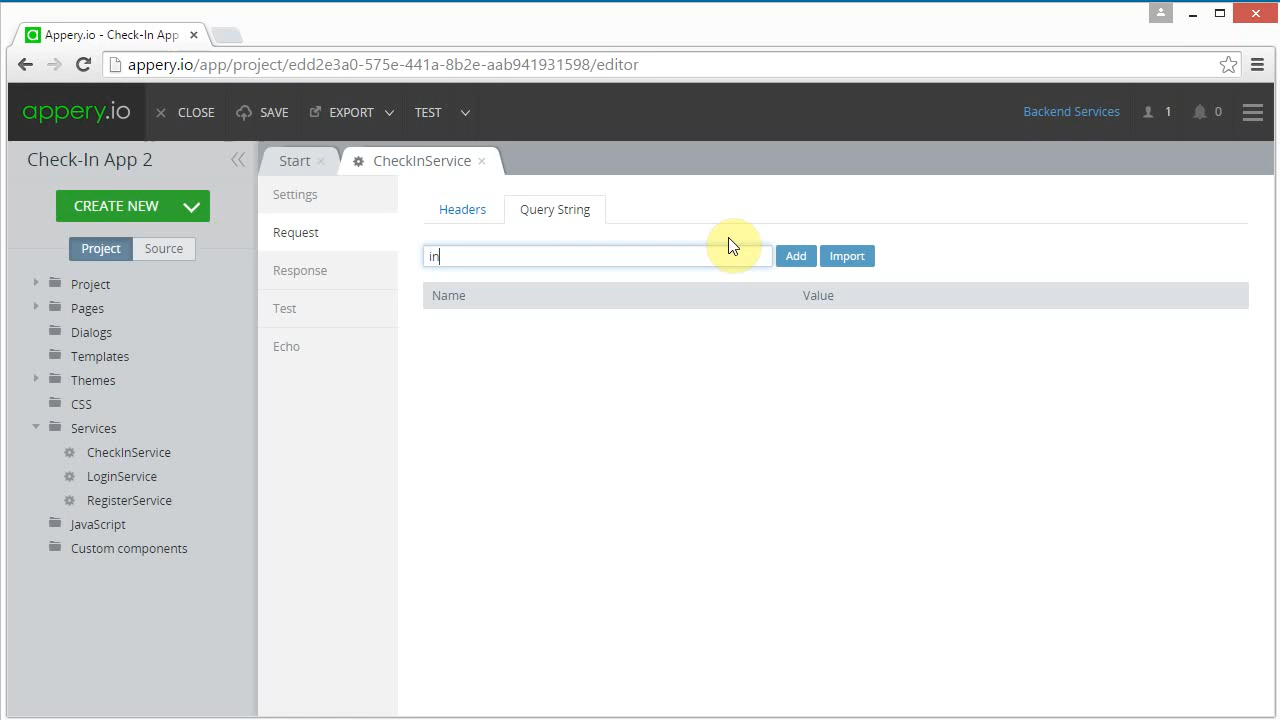 Appery.io - Check-In App
appery.io/app/project/edd2e3a0-575e-441a-8b2e-aab941931598/editor
appery.io
CLOSE
SAVE
EXPORT
TEST
Backend Services
1
0
Check-In App 2
Start
CheckInService
CREATE NEW
Project
Source
Project
Pages
Dialogs
Templates
Themes
CSS
Services
CheckInService
LoginService
RegisterService
JavaScript
Custom components
Settings
Request
Response
Test
Echo
Headers
Query String
in
Add
Import
Name
Value